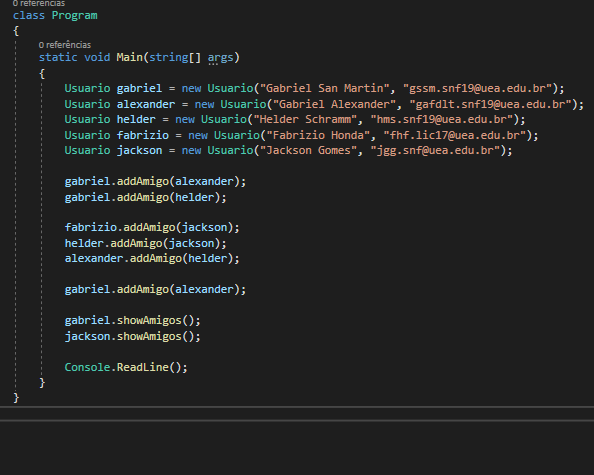 0 referências
class Program
{
0 referências
static void Main(string[] args)
{
Usuario gabriel = new Usuario("Gabriel San Martin", "gssm.snf19@uea.edu.br");
Usuario alexander = new Usuario("Gabriel Alexander", "gafdlt.snf19@uea.edu.br");
Usuario helder = new Usuario("Helder Schramm", "hms.snf19@uea.edu.br");
Usuario fabrizio = new Usuario("Fabrizio Honda", "fhf.lic17@uea.edu.br");
Usuario jackson = new Usuario("Jackson Gomes", "jgg.snf@uea.edu.br");
gabriel.addAmigo(alexander);
gabriel.addAmigo(helder);
fabrizio.addAmigo(jackson);
helder.addAmigo(jackson);
alexander.addAmigo(helder);
gabriel.addAmigo(alexander);
gabriel.showAmigos();
jackson.showAmigos();
Console.ReadLine();
}
}